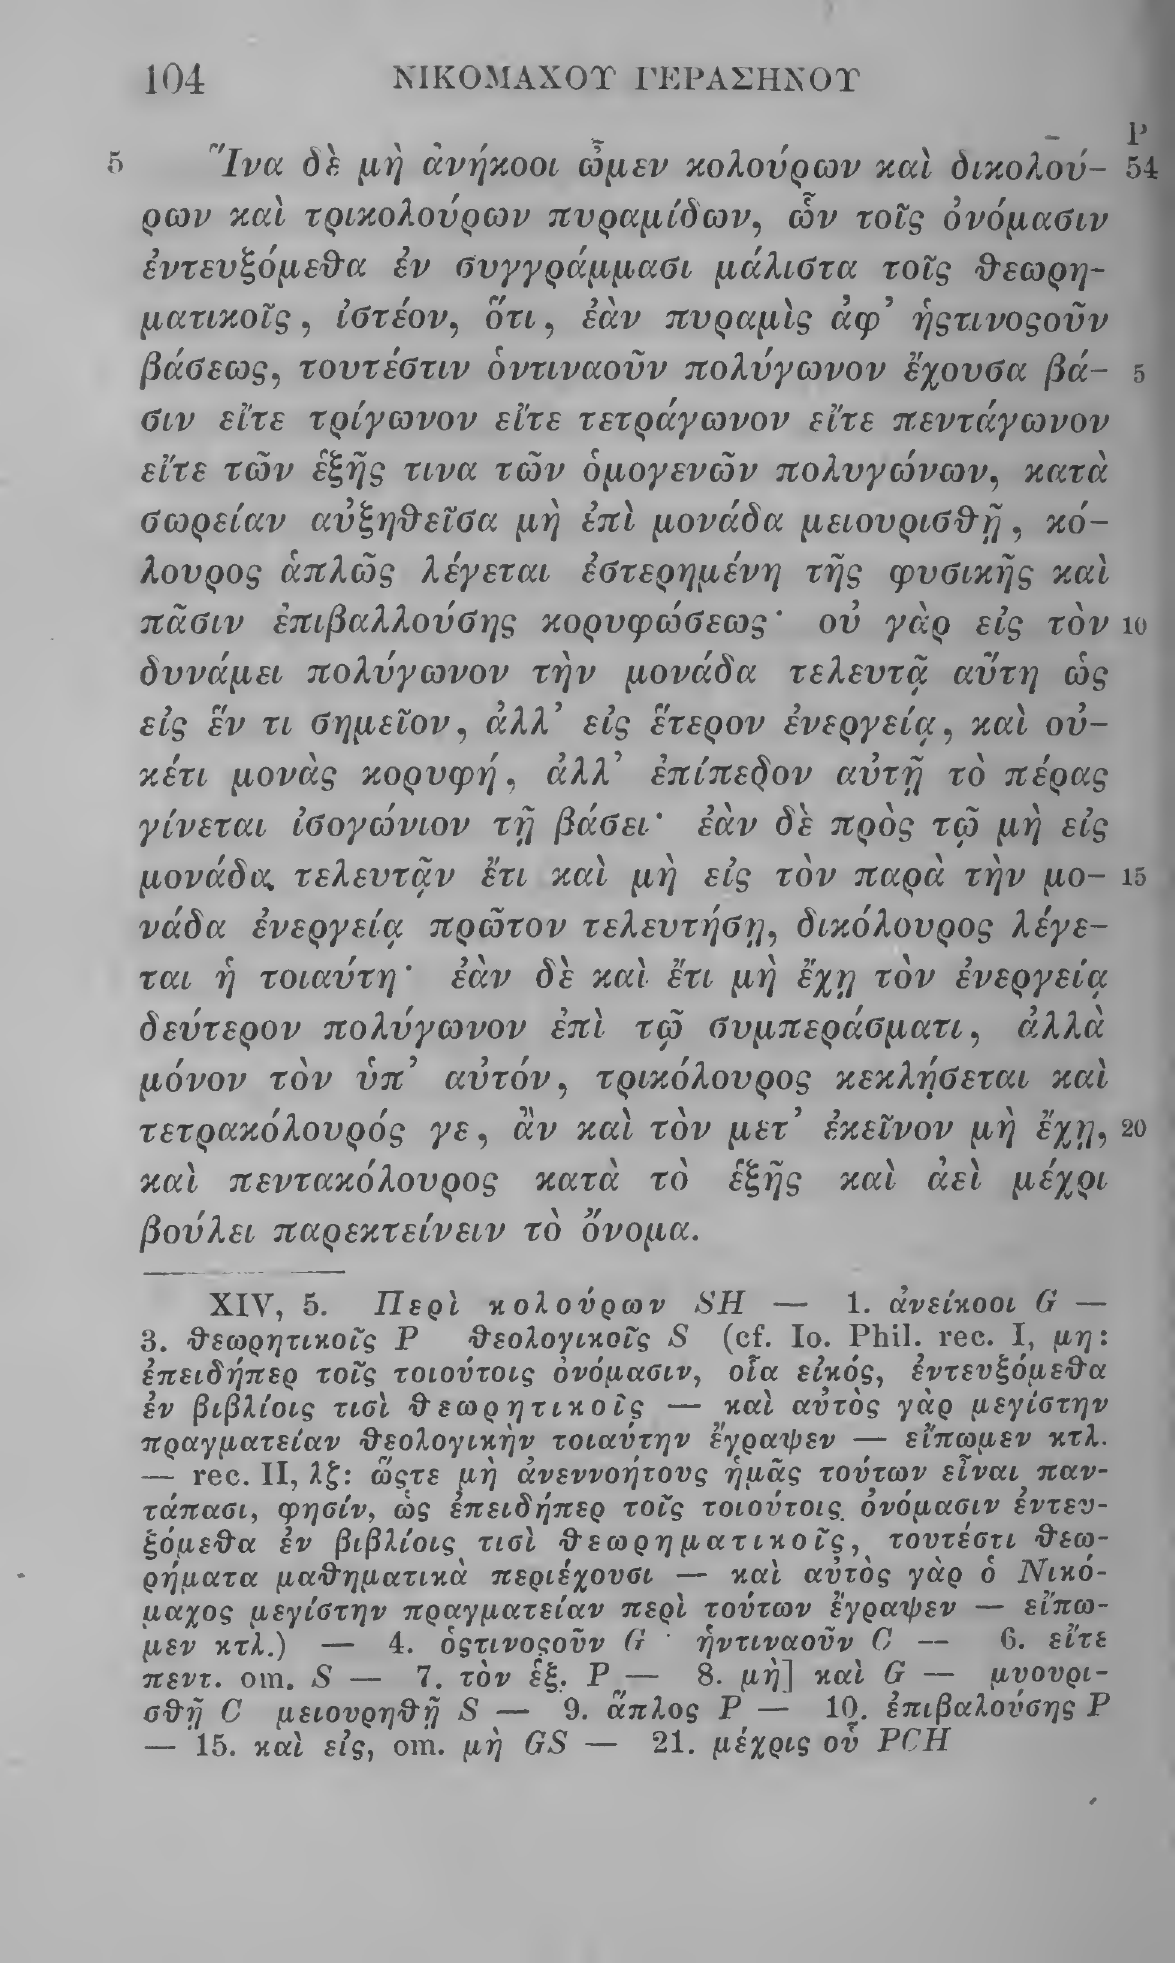 104 ΝΙΚΟΜΑΧΟΥ ΓΕΡΑΣΗΝΟΥ
P
5 Ἵνα δὲ μὴ ἀνήκοοι ὦμεν κολούρων καὶ δικολού- 54
ρων καὶ τρικολούρων πυραμίδων, ὧν τοῖς ὀνόμασιν
ἐντευξόμεθα ἐν συγγράμμασι μάλιστα τοῖς θεωρη-
ματικοῖς, ἰστέον, ὅτι, ἐὰν πυραμὶς ἀφ’ ἡςτινοσοῦν
βάσεως, τουτέστιν ὁντιναοῦν πολύγωνον ἔχουσα βά- 5
σιν εἴτε τρίγωνον εἴτε τετράγωνον εἴτε πεντάγωνον
εἴτε τῶν ἑξῆς τινα τῶν ὁμογενῶν πολυγώνων, κατὰ
σωρείαν αὐξηθεῖσα μὴ ἐπὶ μονάδα μειουρισθῇ, κό-
λουρος ἁπλῶς λέγεται ἐστερημένη τῆς φυσικῆς καὶ
πᾶσιν ἐπιβαλλούσης κορυφώσεως· οὐ γὰρ εἰς τὸν 10
δυνάμει πολύγωνον τὴν μονάδα τελευτᾷ αὕτη ὡς
εἰς ἕν τι σημεῖον, ἀλλ’ εἰς ἕτερον ἐνεργείᾳ, καὶ οὐ-
κέτι μονὰς κορυφή, ἀλλ’ ἐπίπεδον αὐτῇ τὸ πέρας
γίνεται ἰσογώνιον τῇ βάσει· ἐὰν δὲ πρὸς τῷ μὴ εἰς
μονάδα τελευτᾷν ἔτι καὶ μὴ εἰς τὸν παρὰ τὴν μο- 15
νάδα ἐνεργείᾳ πρῶτον τελευτήσῃ, δικόλουρος λέγε-
ται ἡ τοιαύτη· ἐὰν δὲ καὶ ἔτι μὴ ἔχῃ τὸν ἐνεργείᾳ
δεύτερον πολύγωνον ἐπὶ τῷ συμπεράσματι, ἀλλὰ
μόνον τὸν ὑπ’ αὐτόν, τρικόλουρος κεκλήσεται καὶ
τετρακόλουρός γε, ἂν καὶ τὸν μετ’ ἐκεῖνον μὴ ἔχῃ, 20
καὶ πεντακόλουρος κατὰ τὸ ἑξῆς καὶ ἀεὶ μέχρι
βούλει παρεκτείνειν τὸ ὄνομα.
XIV, 5. Περὶ κολούρων SH — 1. ἀνείκοοι G —
3. θεωρητικοῖς P θεολογικοῖς S (cf. Io. Phil. rec. I, μη:
ἐπειδήπερ τοῖς τοιούτοις ὀνόμασιν, οἷα εἰκός, ἐντευξόμεθα
ἐν βιβλίοις τισὶ θεωρητικοῖς — καὶ αὐτὸς γὰρ μεγίστην
πραγματείαν θεολογικὴν τοιαύτην ἔγραψεν — εἴπωμεν κτλ.
— rec. II, λζ: ὥςτε μὴ ἀνεννοήτους ἡμᾶς τούτων εἶναι παν-
τάπασι, φησίν, ὡς ἐπειδήπερ τοῖς τοιούτοις ὀνόμασιν ἐντευ-
ξόμεθα ἐν βιβλίοις τισὶ θεωρηματικοῖς, τουτέστι θεω-
ρήματα μαθηματικὰ περιέχουσι — καὶ αὐτὸς γὰρ ὁ Νικό-
μαχος μεγίστην πραγματείαν περὶ τούτων ἔγραψεν — εἴπω-
μεν κτλ.) — 4. ὁςτινοςοῦν G ἡντιναοῦν C — 6. εἴτε
πεντ. om. S — 7. τὸν ἑξ. P — 8. μὴ] καὶ G — μυουρι-
σθῇ C μειουρηθῇ S — 9. ἅπλος P — 10. ἐπιβαλούσης P
— 15. καὶ εἰς, om. μὴ GS — 21. μέχρις οὗ PCH